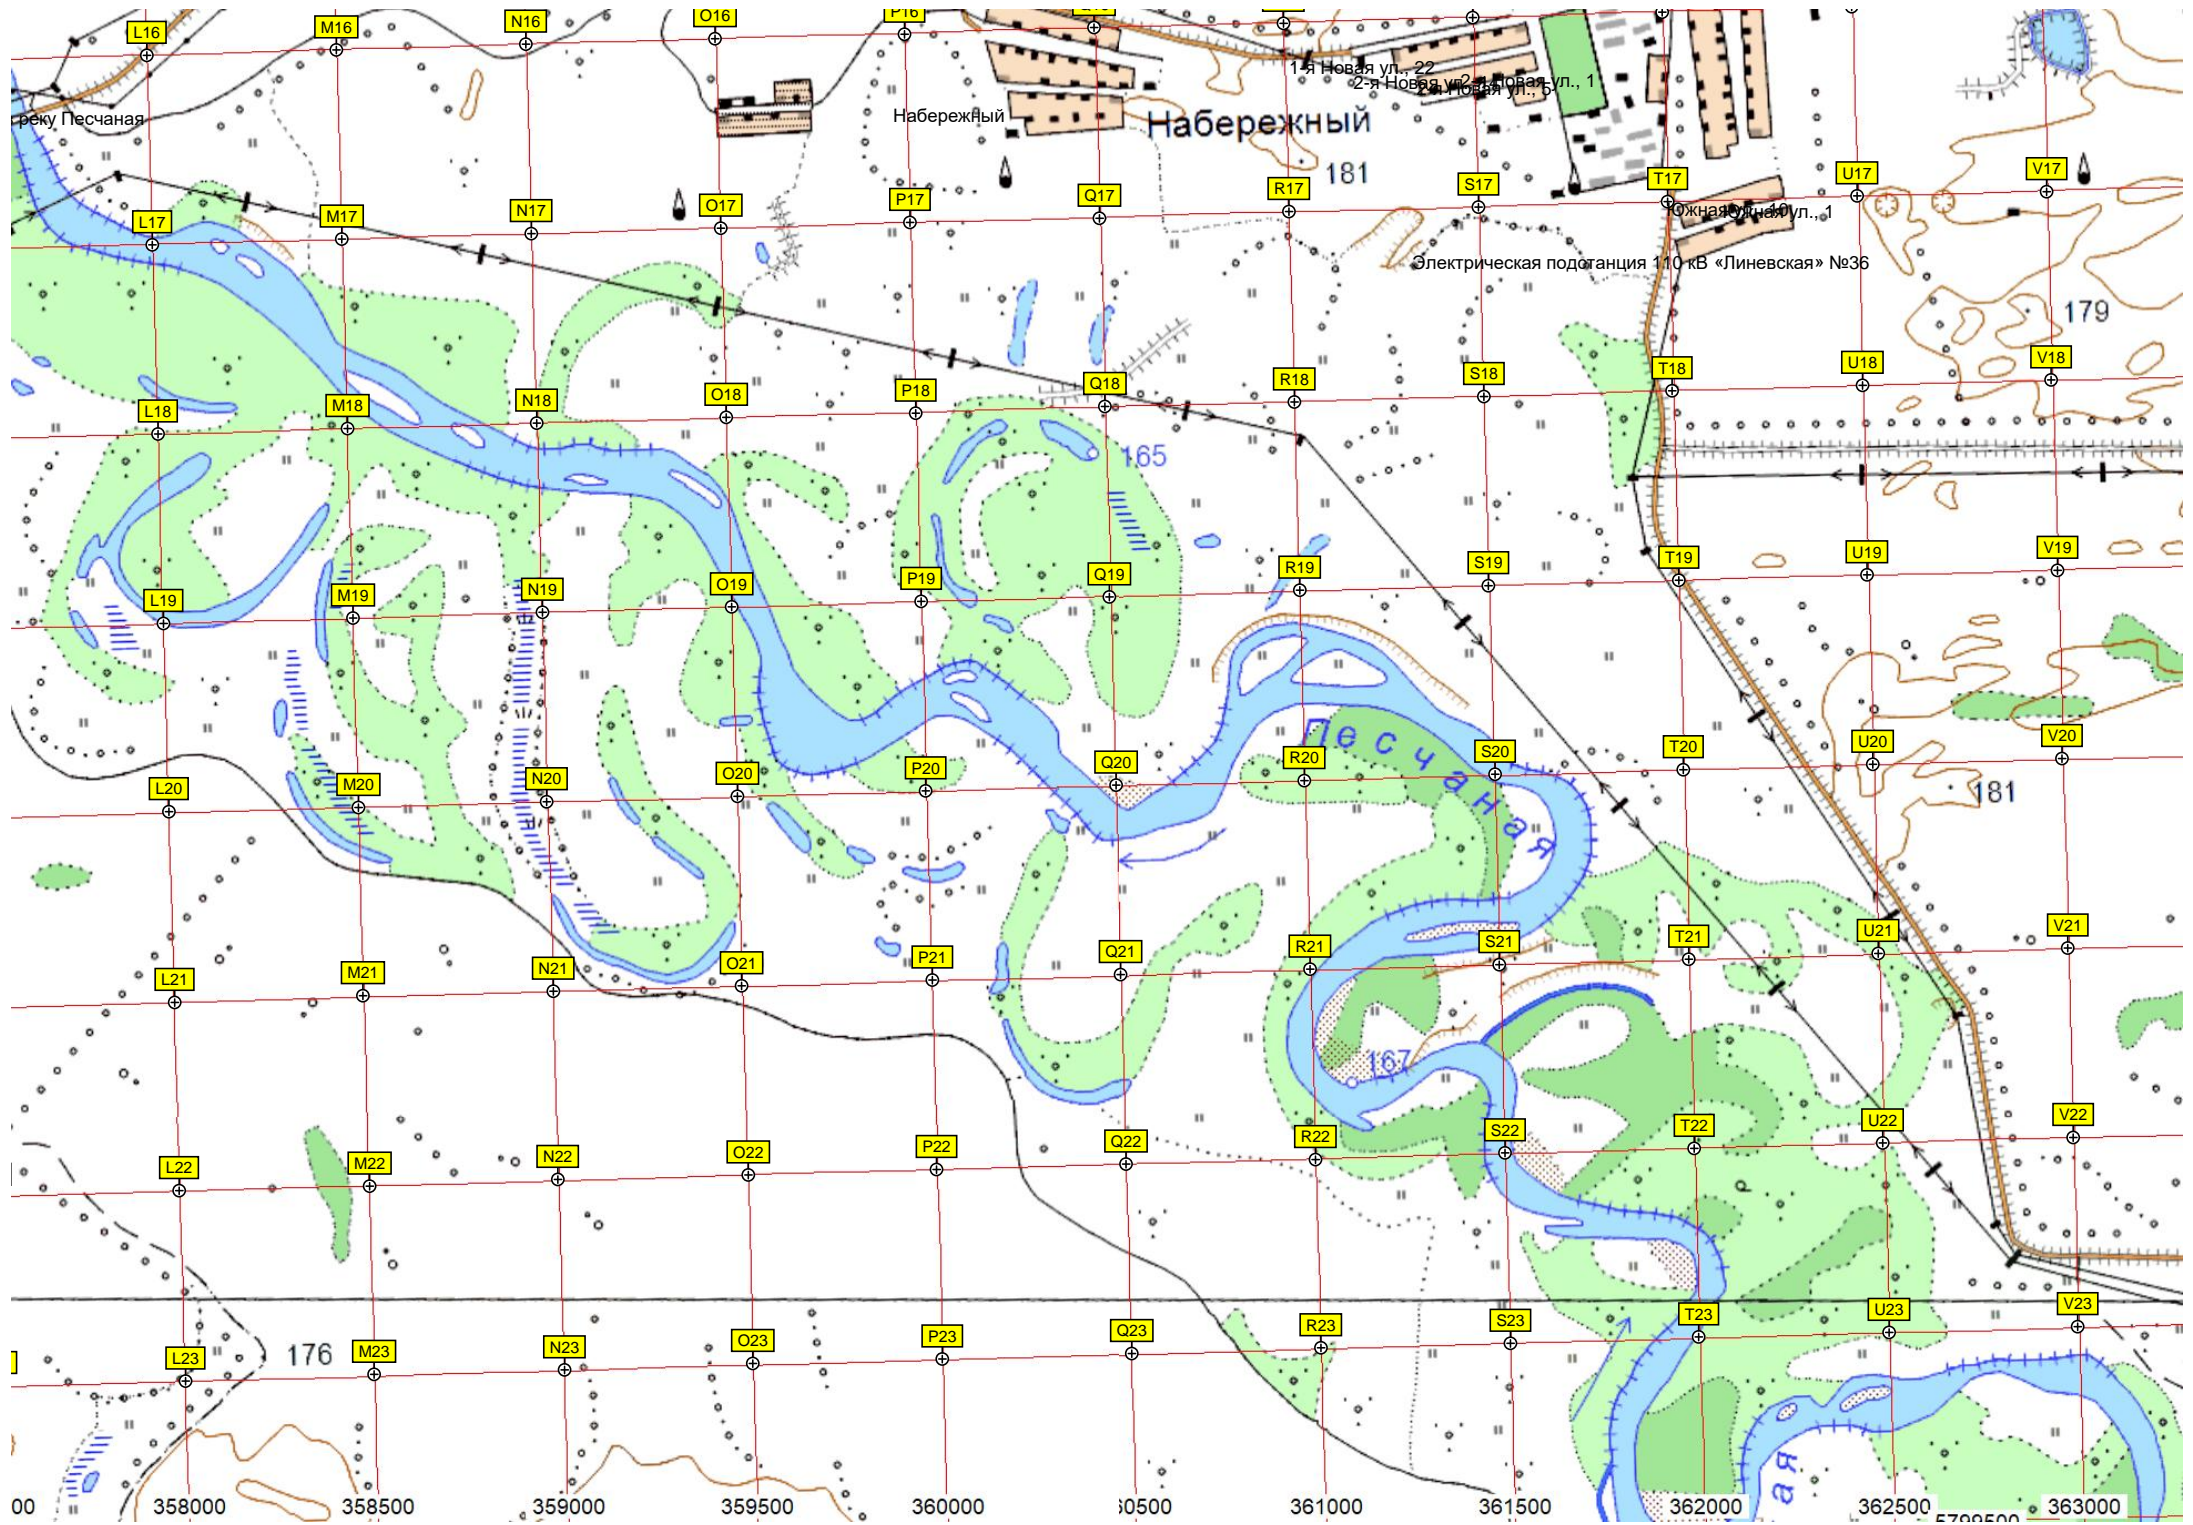 L16 M16 N16 O16 P16
1-я Новая ул., 22
2-я Новая ул., 1
реку Песчаная
Набережный
Набережный
181
L17 M17 N17 O17 P17 Q17 R17 S17 T17 U17 V17
Южная ул., 1
Электрическая подстанция 110 кВ «Линевская» №36
179
L18 M18 N18 O18 P18 Q18 R18 S18 T18 U18 V18
165
L19 M19 N19 O19 P19 Q19 R19 S19 T19 U19 V19
Песчаная
L20 M20 N20 O20 P20 Q20 R20 S20 T20 U20 V20
181
L21 M21 N21 O21 P21 Q21 R21 S21 T21 U21 V21
167
L22 M22 N22 O22 P22 Q22 R22 S22 T22 U22 V22
L23 M23 N23 O23 P23 Q23 R23 S23 T23 U23 V23
176
ая
00 358000 358500 359000 359500 360000 60500 361000 361500 362000 362500 363000